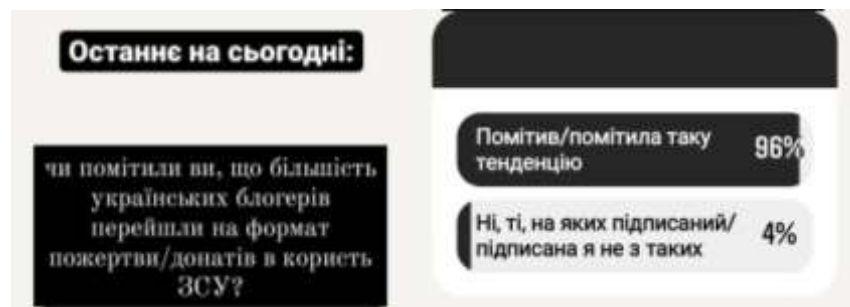 Останнє на сьогодні:
чи помітили ви, що більшість
українських блогерів
перейшли на формат
пожертви/донатів в користь
ЗСУ?
Помітив/помітила таку
тенденцію
96%
Ні, ті, на яких підписаний/
підписана я не з таких
4%